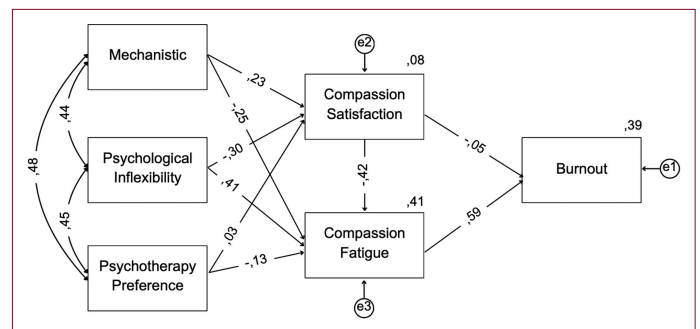 Mechanistic
Psychological
Inflexibility
Psychotherapy
Preference
,44
,45
,48
,23
-,25
-,30
,41
,03
-,13
e2
,08
Compassion
Satisfaction
-,42
,41
Compassion
Fatigue
e3
-,05
,59
,39
Burnout
e1